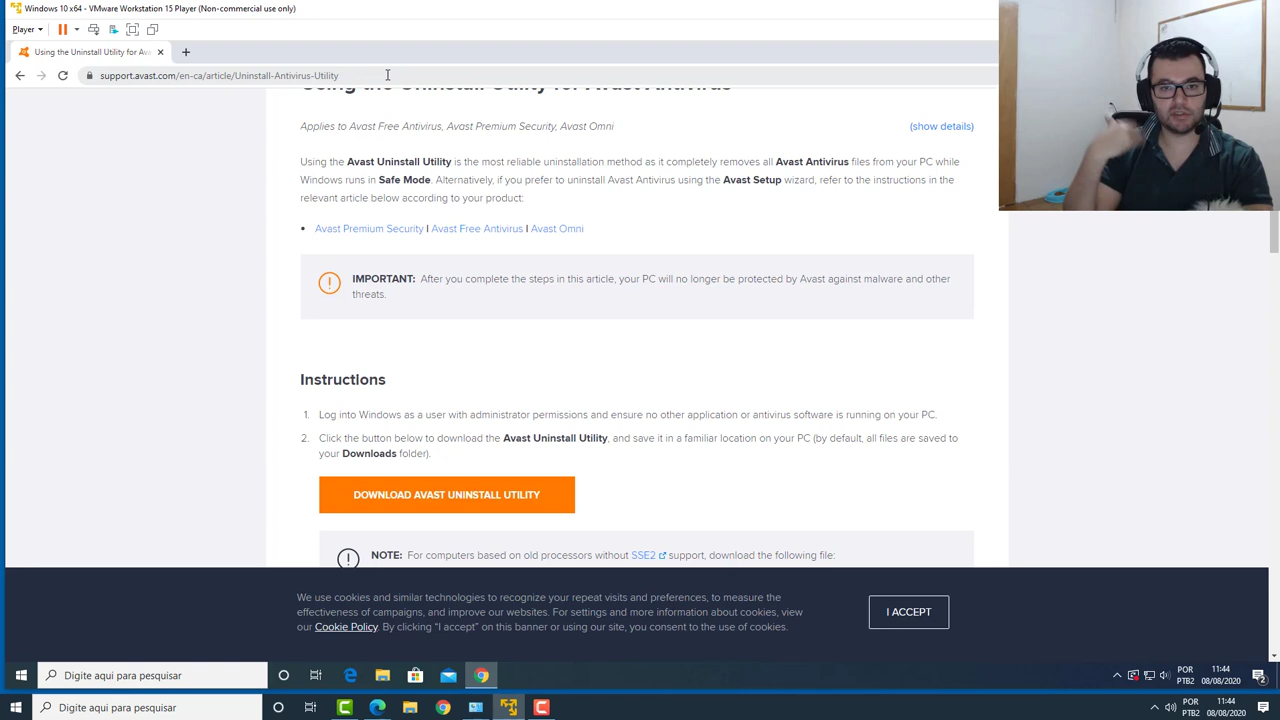 Windows 10 x64 - VMware Workstation 15 Player (Non-commercial use only)
Player
Using the Uninstall Utility for Ava
support.avast.com/en-ca/article/Uninstall-Antivirus-Utility
Using the Uninstall Utility for Avast Antivirus
Applies to Avast Free Antivirus, Avast Premium Security, Avast Omni
(show details)
Using the Avast Uninstall Utility is the most reliable uninstallation method as it completely removes all Avast Antivirus files from your PC while
Windows runs in Safe Mode. Alternatively, if you prefer to uninstall Avast Antivirus using the Avast Setup wizard, refer to the instructions in the
relevant article below according to your product:
• Avast Premium Security | Avast Free Antivirus | Avast Omni
IMPORTANT: After you complete the steps in this article, your PC will no longer be protected by Avast against malware and other
threats.
Instructions
1. Log into Windows as a user with administrator permissions and ensure no other application or antivirus software is running on your PC.
2. Click the button below to download the Avast Uninstall Utility, and save it in a familiar location on your PC (by default, all files are saved to
your Downloads folder).
DOWNLOAD AVAST UNINSTALL UTILITY
NOTE: For computers based on old processors without SSE2 support, download the following file:
We use cookies and similar technologies to recognize your repeat visits and preferences, to measure the
effectiveness of campaigns, and improve our websites. For settings and more information about cookies, view
our Cookie Policy. By clicking “I accept” on this banner or using our site, you consent to the use of cookies.
I ACCEPT
Digite aqui para pesquisar
POR
PTB2
11:44
08/08/2020
2
Digite aqui para pesquisar
POR
PTB2
11:44
08/08/2020